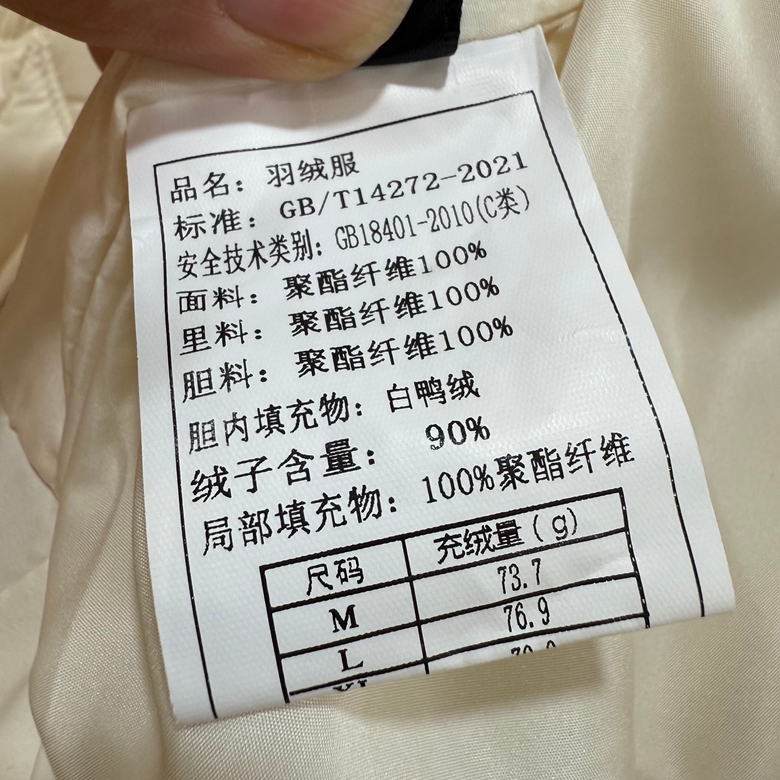 品名：羽绒服
标准：GB/T14272-2021
安全技术类别：GB18401-2010(C类)
面料：聚酯纤维100%
里料：聚酯纤维100%
胆料：聚酯纤维100%
胆内填充物：白鸭绒
绒子含量：90%
局部填充物：100%聚酯纤维
尺码 充绒量(g)
M 73.7
L 76.9